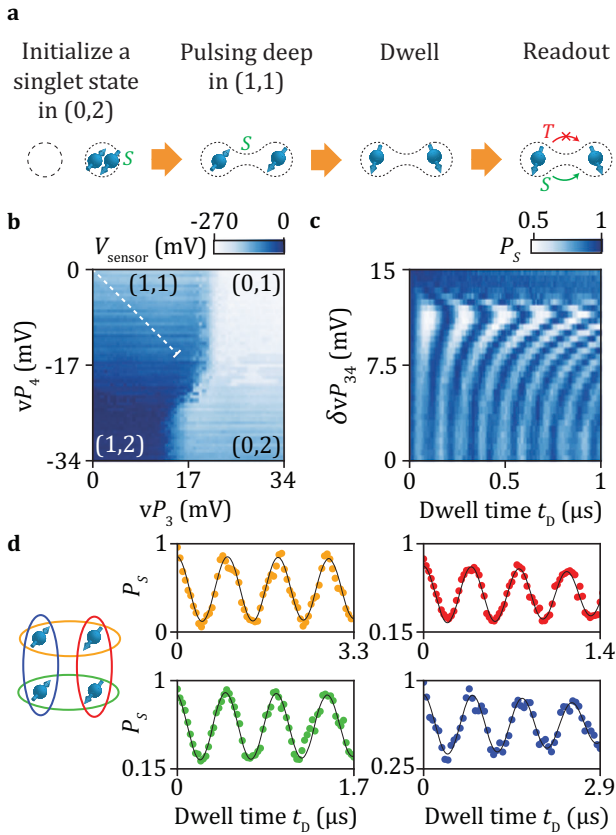 a
Initialize a
singlet state
in (0,2)
Pulsing deep
in (1,1)
Dwell
Readout
S
S
T
S
b
-270
0
V_sensor (mV)
0
(1,1)
(0,1)
vP_4 (mV)
-17
(1,2)
(0,2)
-34
0
17
34
vP_3 (mV)
c
0.5
1
P_S
15
δvP_34 (mV)
7.5
0
0
0.5
1
Dwell time t_D (μs)
d
1
P_S
0
0
3.3
1
0.15
0
1.4
1
P_S
0.15
0
1.7
Dwell time t_D (μs)
1
0.25
0
2.9
Dwell time t_D (μs)